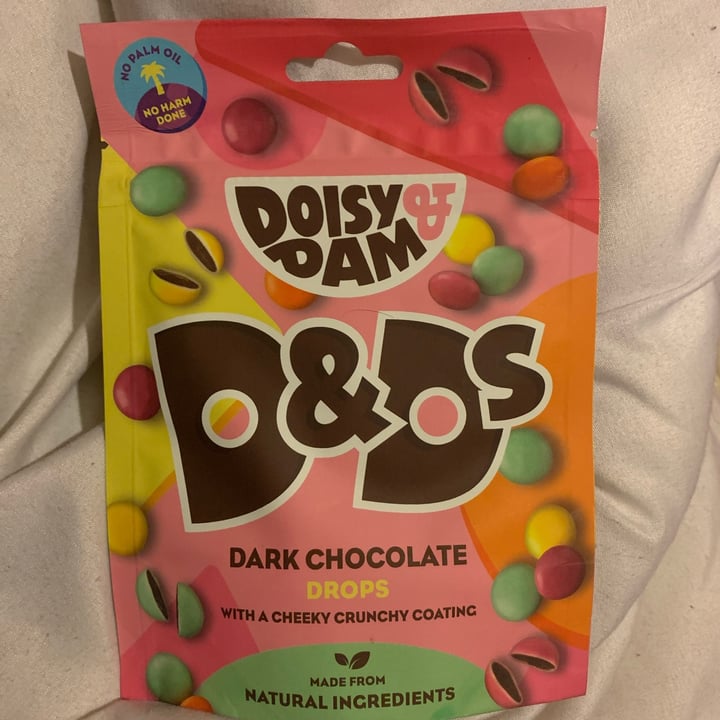 NO PALM OIL
NO HARM
DONE
DOISY &
DAM
D&Ds
DARK CHOCOLATE
DROPS
WITH A CHEEKY CRUNCHY COATING
MADE FROM
NATURAL INGREDIENTS